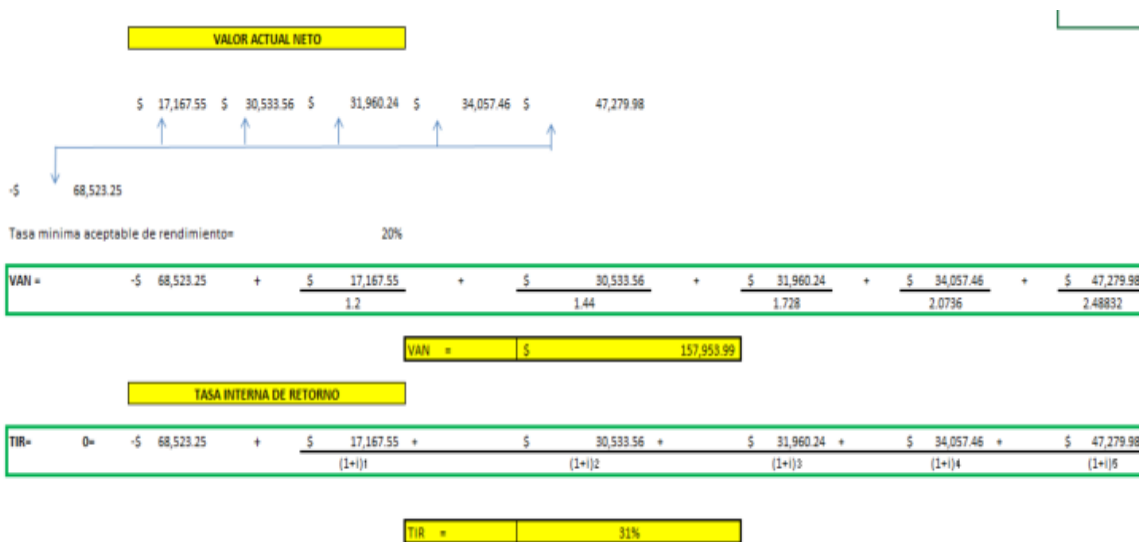 VALOR ACTUAL NETO
$ 17,167.55 $ 30,533.56 $ 31,960.24 $ 34,057.46 $ 47,279.98
-$ 68,523.25
Tasa minima aceptable de rendimiento= 20%
VAN = -$ 68,523.25 + $ 17,167.55 + $ 30,533.56 + $ 31,960.24 + $ 34,057.46 + $ 47,279.98
1.2 1.44 1.728 2.0736 2.48832
VAN = $ 157,953.99
TASA INTERNA DE RETORNO
TIR= 0= -$ 68,523.25 + $ 17,167.55 + $ 30,533.56 + $ 31,960.24 + $ 34,057.46 + $ 47,279.98
(1+i)1 (1+i)2 (1+i)3 (1+i)4 (1+i)5
TIR = 31%